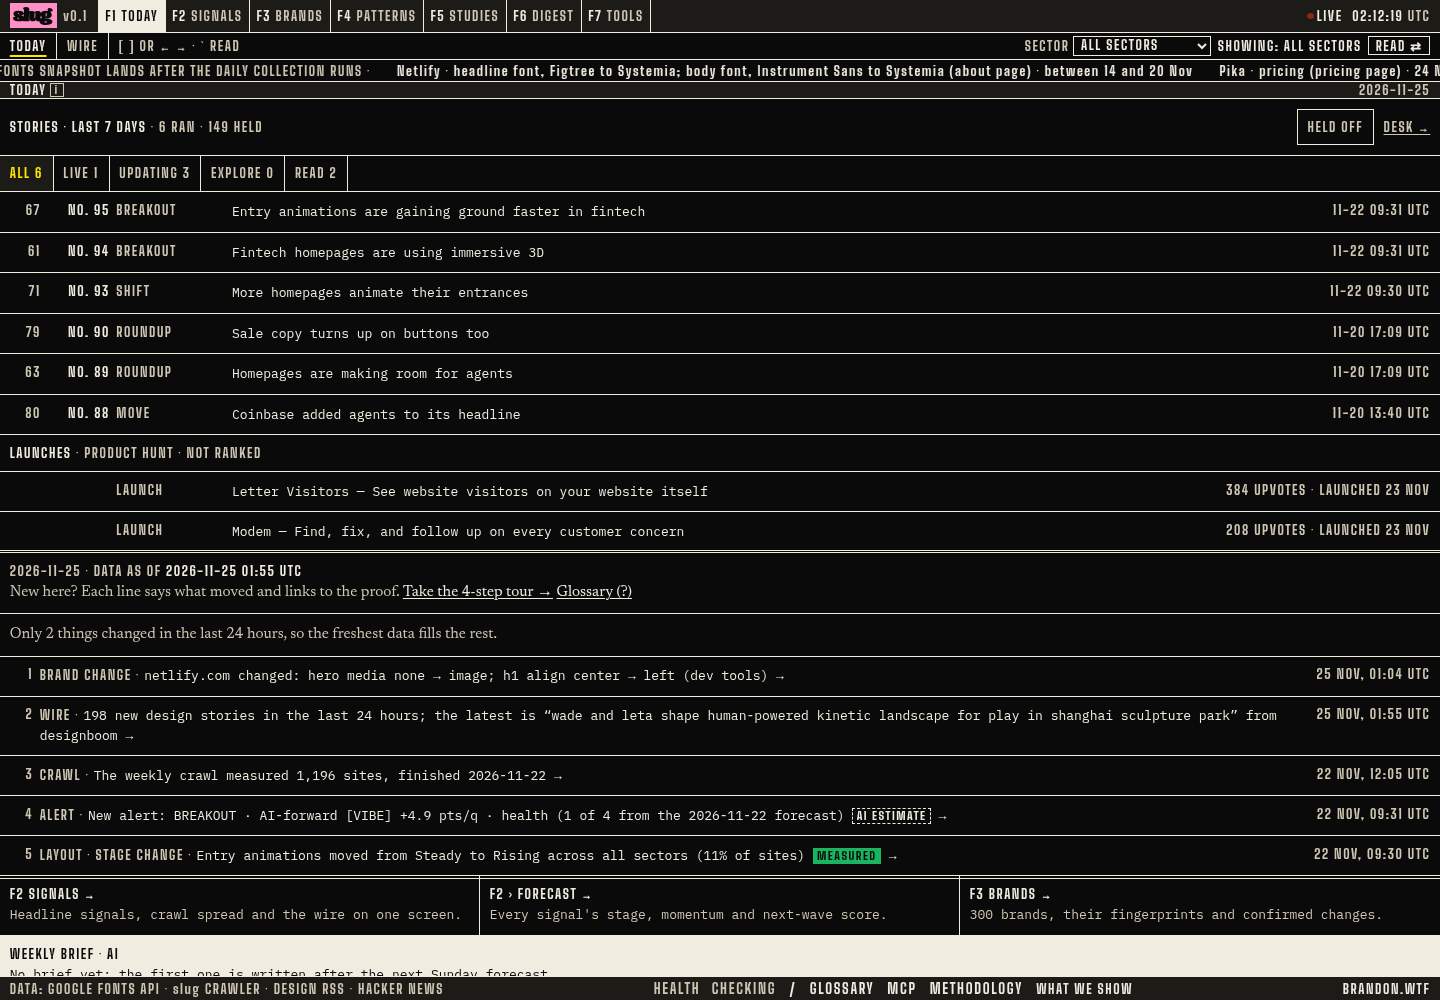 slug v0.1 F1 TODAY F2 SIGNALS F3 BRANDS F4 PATTERNS F5 STUDIES F6 DIGEST F7 TOOLS LIVE 02:12:19 UTC
TODAY WIRE [ ] OR ← → · ` READ SECTOR ALL SECTORS SHOWING: ALL SECTORS READ ⇄
FONTS SNAPSHOT LANDS AFTER THE DAILY COLLECTION RUNS · Netlify · headline font, Figtree to Systemia; body font, Instrument Sans to Systemia (about page) · between 14 and 20 Nov Pika · pricing (pricing page) · 24 N
TODAY i 2026-11-25
STORIES · LAST 7 DAYS · 6 RAN · 149 HELD HELD OFF DESK →
ALL 6 LIVE 1 UPDATING 3 EXPLORE 0 READ 2
67 NO. 95 BREAKOUT Entry animations are gaining ground faster in fintech 11-22 09:31 UTC
61 NO. 94 BREAKOUT Fintech homepages are using immersive 3D 11-22 09:31 UTC
71 NO. 93 SHIFT More homepages animate their entrances 11-22 09:30 UTC
79 NO. 90 ROUNDUP Sale copy turns up on buttons too 11-20 17:09 UTC
63 NO. 89 ROUNDUP Homepages are making room for agents 11-20 17:09 UTC
80 NO. 88 MOVE Coinbase added agents to its headline 11-20 13:40 UTC
LAUNCHES · PRODUCT HUNT · NOT RANKED
LAUNCH Letter Visitors — See website visitors on your website itself 384 UPVOTES · LAUNCHED 23 NOV
LAUNCH Modem — Find, fix, and follow up on every customer concern 208 UPVOTES · LAUNCHED 23 NOV
2026-11-25 · DATA AS OF 2026-11-25 01:55 UTC
New here? Each line says what moved and links to the proof. Take the 4-step tour → Glossary (?)
Only 2 things changed in the last 24 hours, so the freshest data fills the rest.
1 BRAND CHANGE · netlify.com changed: hero media none → image; h1 align center → left (dev tools) → 25 NOV, 01:04 UTC
2 WIRE · 198 new design stories in the last 24 hours; the latest is “wade and leta shape human-powered kinetic landscape for play in shanghai sculpture park” from 25 NOV, 01:55 UTC
designboom →
3 CRAWL · The weekly crawl measured 1,196 sites, finished 2026-11-22 → 22 NOV, 12:05 UTC
4 ALERT · New alert: BREAKOUT · AI-forward [VIBE] +4.9 pts/q · health (1 of 4 from the 2026-11-22 forecast) AI ESTIMATE → 22 NOV, 09:31 UTC
5 LAYOUT · STAGE CHANGE · Entry animations moved from Steady to Rising across all sectors (11% of sites) MEASURED → 22 NOV, 09:30 UTC
F2 SIGNALS → F2 › FORECAST → F3 BRANDS →
Headline signals, crawl spread and the wire on one screen. Every signal's stage, momentum and next-wave score. 300 brands, their fingerprints and confirmed changes.
WEEKLY BRIEF · AI
No brief yet; the first one is written after the next Sunday forecast
DATA: GOOGLE FONTS API · slug CRAWLER · DESIGN RSS · HACKER NEWS HEALTH CHECKING / GLOSSARY MCP METHODOLOGY WHAT WE SHOW BRANDON.WTF